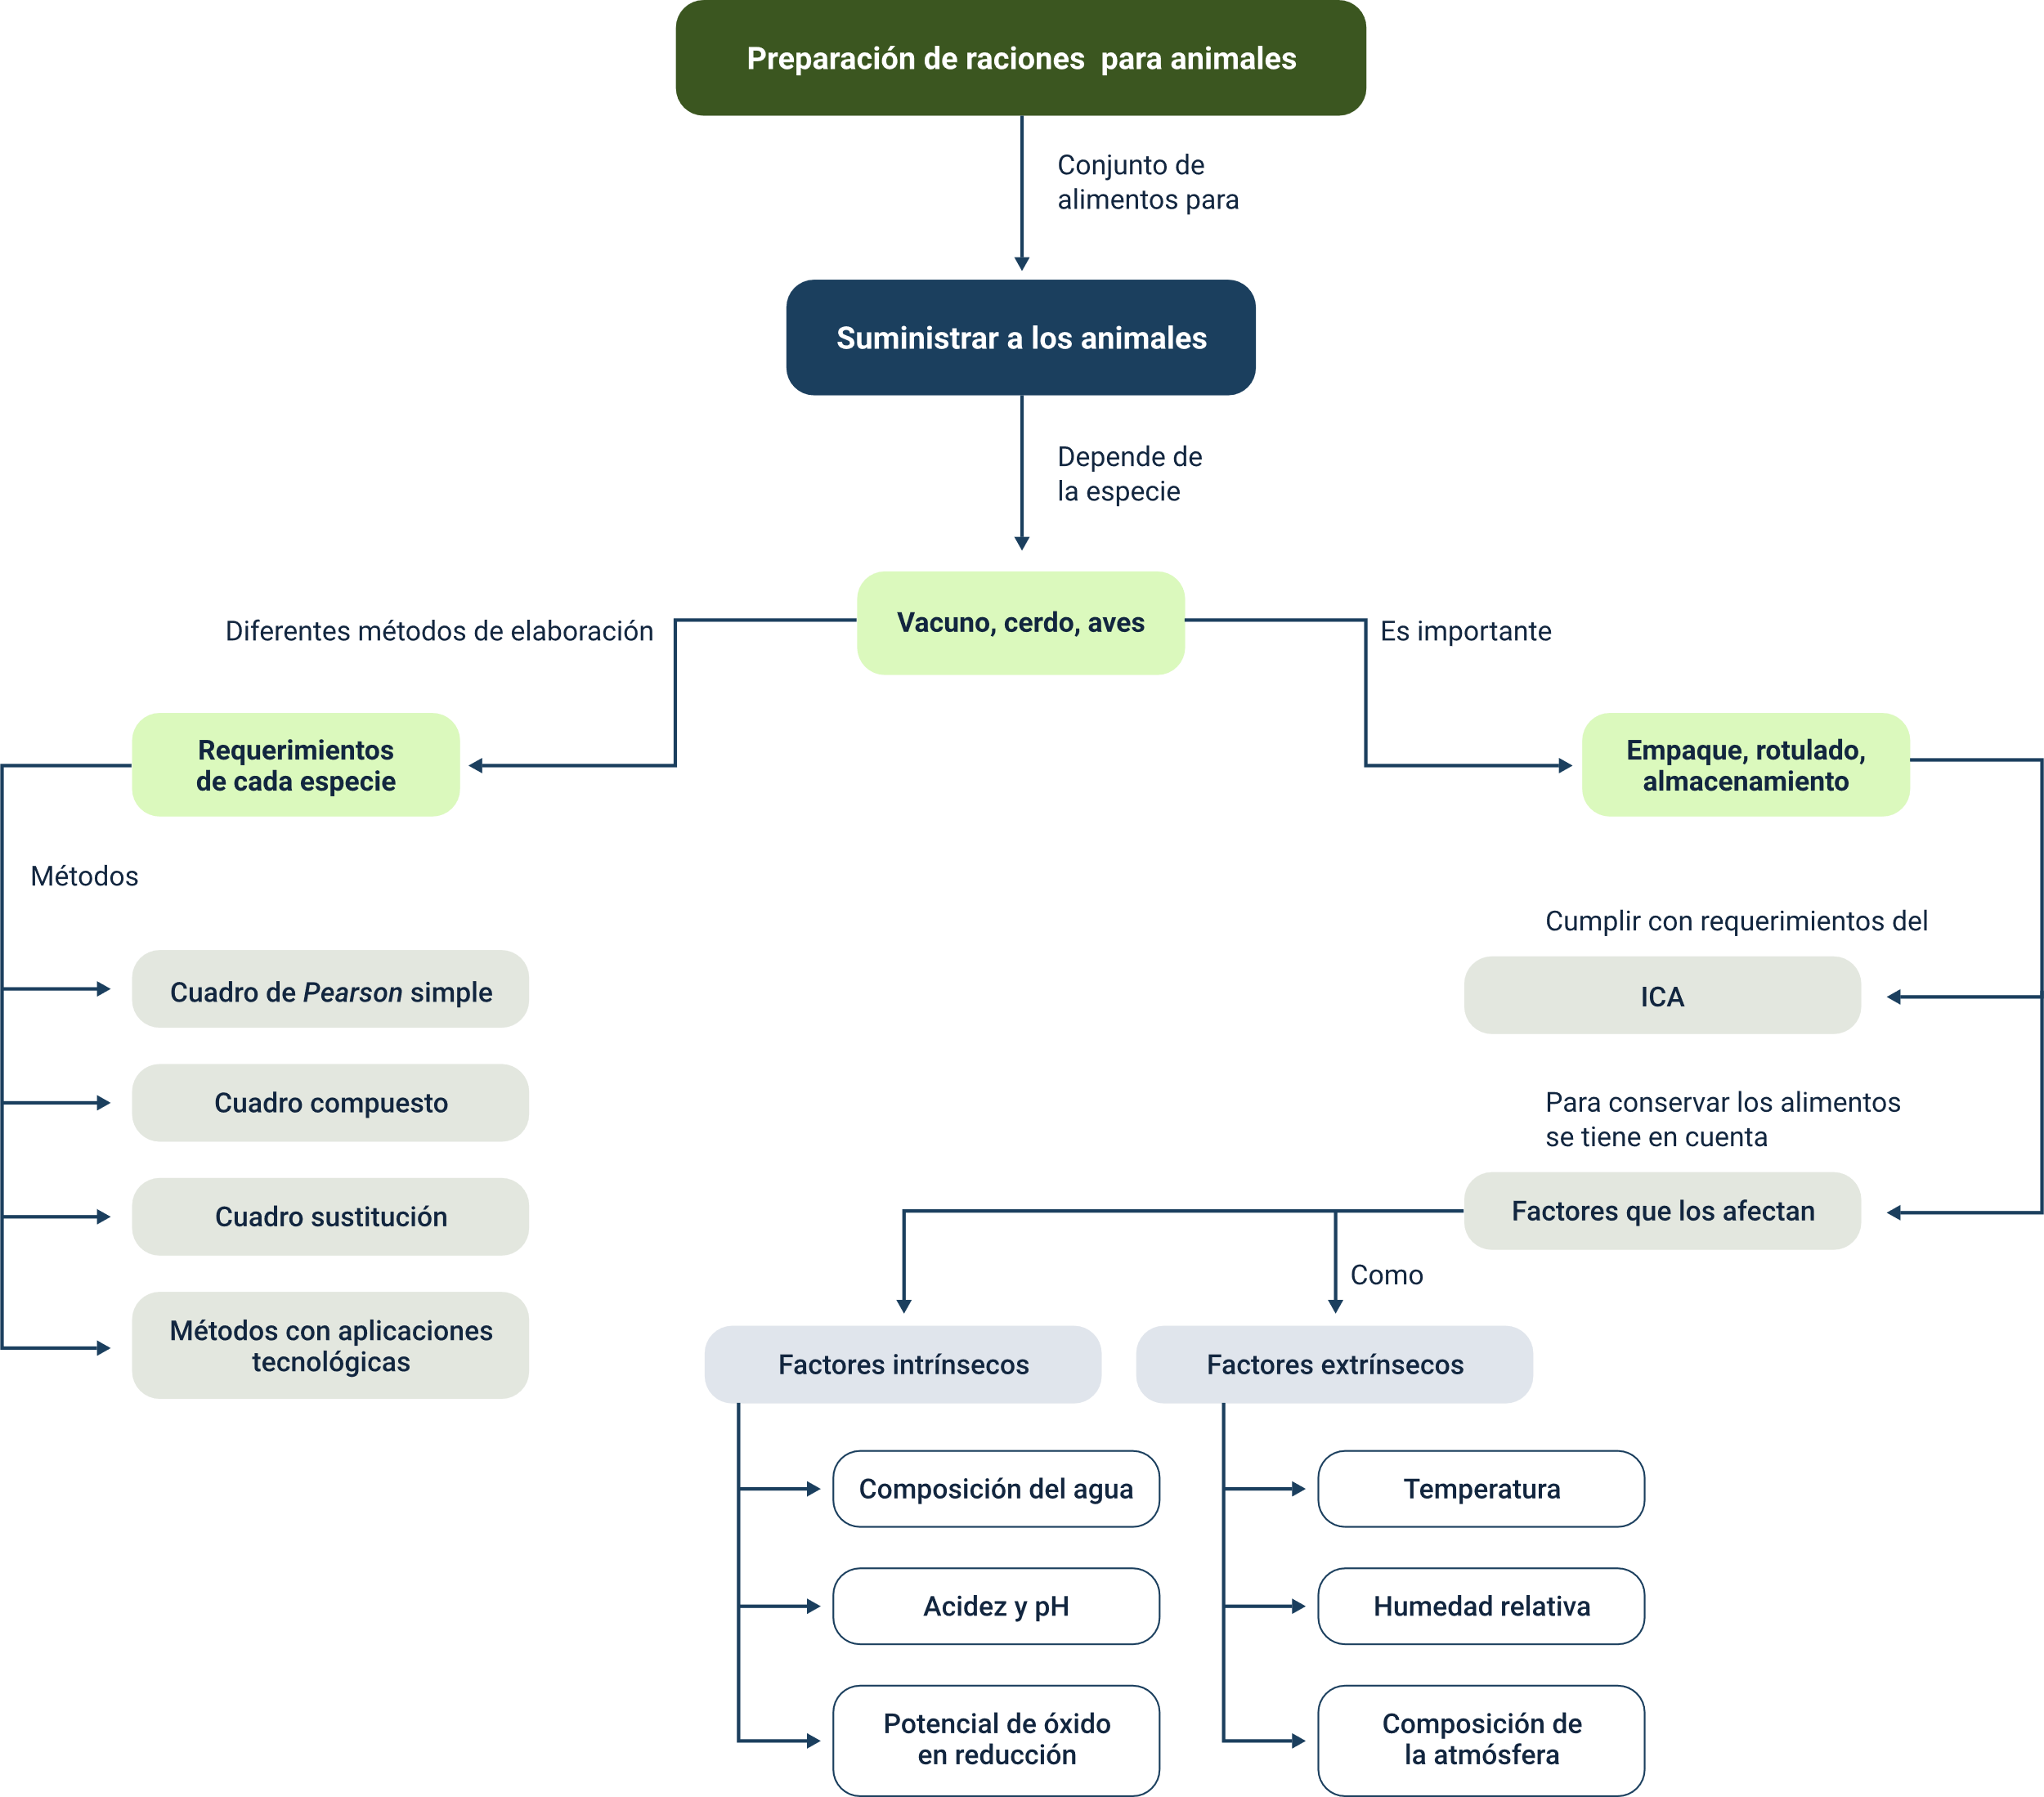 Preparación de raciones  para animales
Conjunto de
alimentos para
Suministrar a los animales
Depende de
la especie
Vacuno, cerdo, aves
Diferentes métodos de elaboración
Es importante
Requerimientos
de cada especie
Empaque, rotulado,
almacenamiento
Métodos
Cuadro de Pearson simple
Cuadro compuesto
Cuadro sustitución
Métodos con aplicaciones
tecnológicas
Cumplir con requerimientos del
ICA
Para conservar los alimentos
se tiene en cuenta
Factores que los afectan
Como
Factores intrínsecos
Composición del agua
Acidez y pH
Potencial de óxido
en reducción
Factores extrínsecos
Temperatura
Humedad relativa
Composición de
la atmósfera